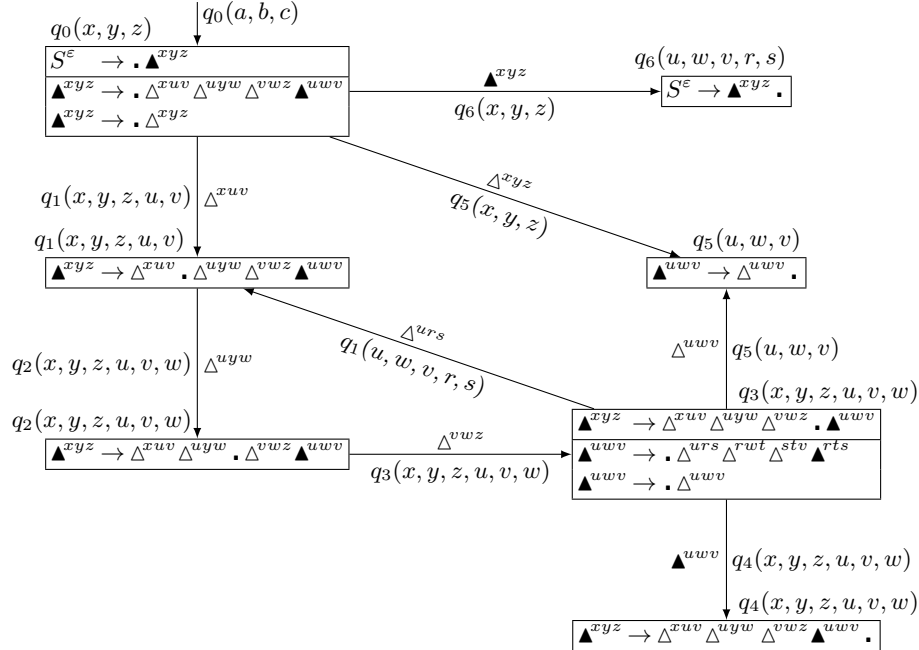 q₀(a, b, c)
q₀(x, y, z)
S^ε → . ▲^xyz
▲^xyz → . △^xuv △^uyw △^vwz ▲^uwv
▲^xyz → . △^xyz
▲^xyz
q₆(x, y, z)
q₆(u, w, v, r, s)
S^ε → ▲^xyz .
q₁(x, y, z, u, v) △^xuv
△^xyz
q₅(x, y, z)
q₁(x, y, z, u, v)
▲^xyz → △^xuv . △^uyw △^vwz ▲^uwv
q₅(u, w, v)
▲^uwv → △^uwv .
q₂(x, y, z, u, v, w) △^uyw
△^urs
q₁(u, w, v, r, s)
△^uwv q₅(u, w, v)
q₂(x, y, z, u, v, w)
▲^xyz → △^xuv △^uyw . △^vwz ▲^uwv
△^vwz
q₃(x, y, z, u, v, w)
q₃(x, y, z, u, v, w)
▲^xyz → △^xuv △^uyw △^vwz . ▲^uwv
▲^uwv → . △^urs △^rwt △^stv ▲^rts
▲^uwv → . △^uwv
▲^uwv q₄(x, y, z, u, v, w)
q₄(x, y, z, u, v, w)
▲^xyz → △^xuv △^uyw △^vwz ▲^uwv .